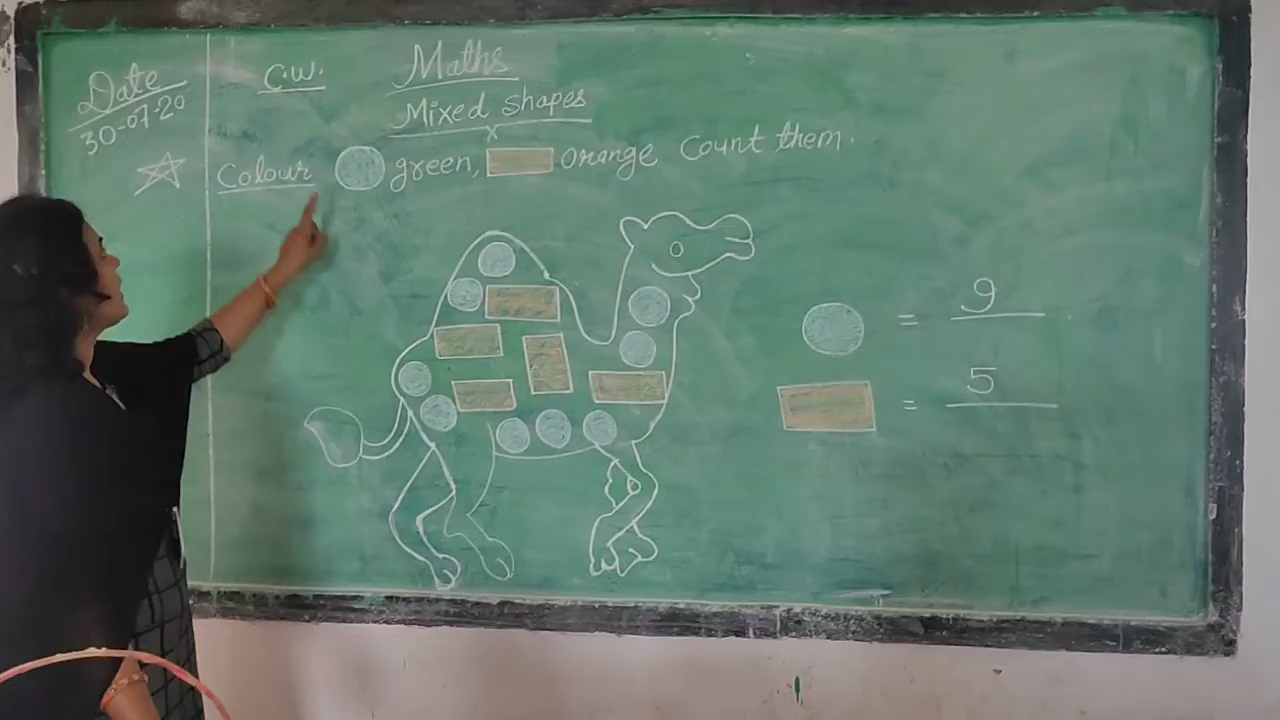 Date
30-07-20
C.W.
Maths
Mixed shapes
x
Colour green, Orange Count them.
= 9
= 5